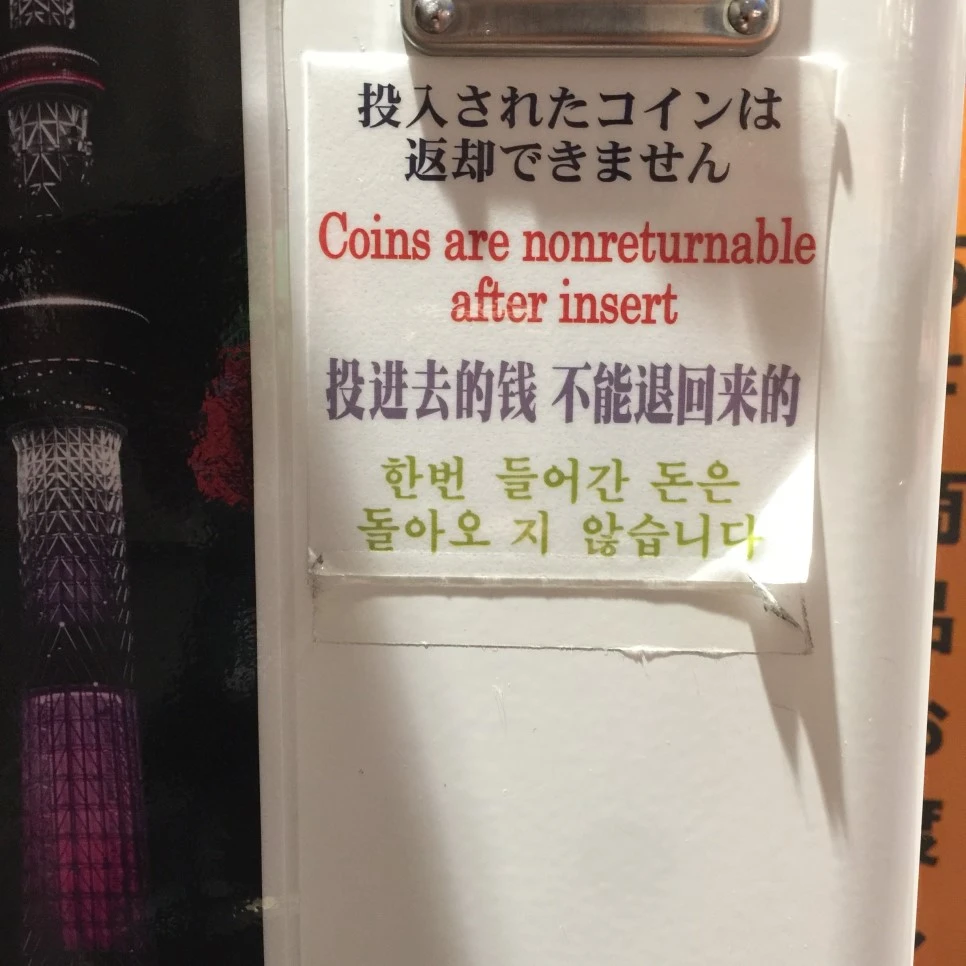 投入されたコインは
返却できません
Coins are nonreturnable
after insert
投进去的钱 不能退回来的
한번 들어간 돈은
돌아오 지 않습니다